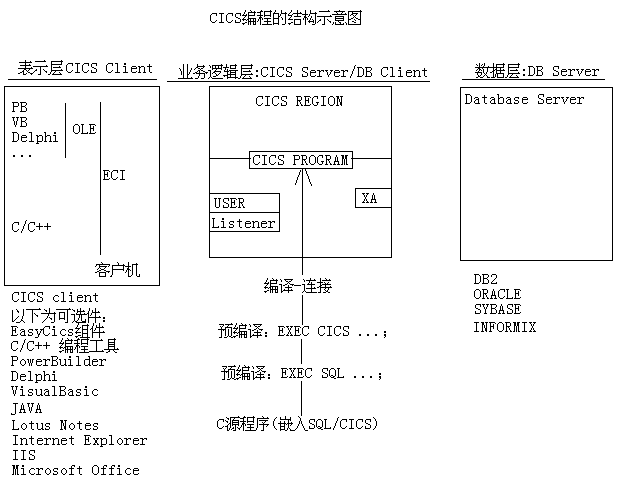 CICS编程的结构示意图
表示层CICS Client
业务逻辑层:CICS Server/DB Client
数据层:DB Server
PB
VB
Delphi
...
OLE
ECI
C/C++
客户机
CICS REGION
CICS PROGRAM
USER
Listener
XA
Database Server
CICS client
以下为可选件:
EasyCics组件
C/C++ 编程工具
PowerBuilder
Delphi
VisualBasic
JAVA
Lotus Notes
Internet Explorer
IIS
Microsoft Office
编译-连接
预编译: EXEC CICS ...;
预编译: EXEC SQL ...;
C源程序(嵌入SQL/CICS)
DB2
ORACLE
SYBASE
INFORMIX